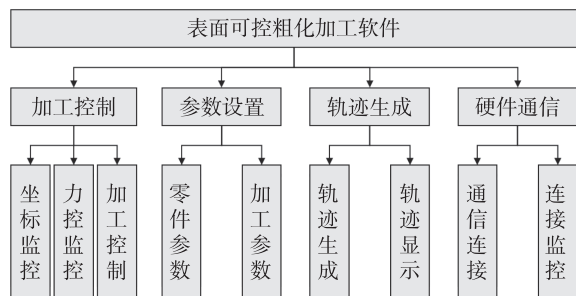 表面可控粗化加工软件
加工控制
参数设置
轨迹生成
硬件通信
坐标监控
力控监控
加工控制
零件参数
加工参数
轨迹生成
轨迹显示
通信连接
连接监控